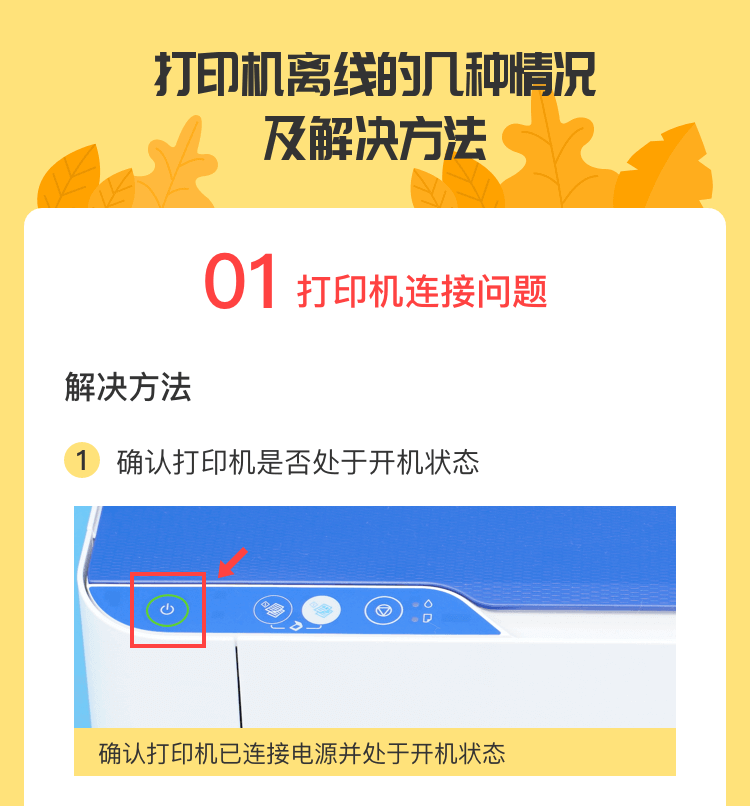 打印机离线的几种情况
及解决方法
01 打印机连接问题
解决方法
1 确认打印机是否处于开机状态
确认打印机已连接电源并处于开机状态